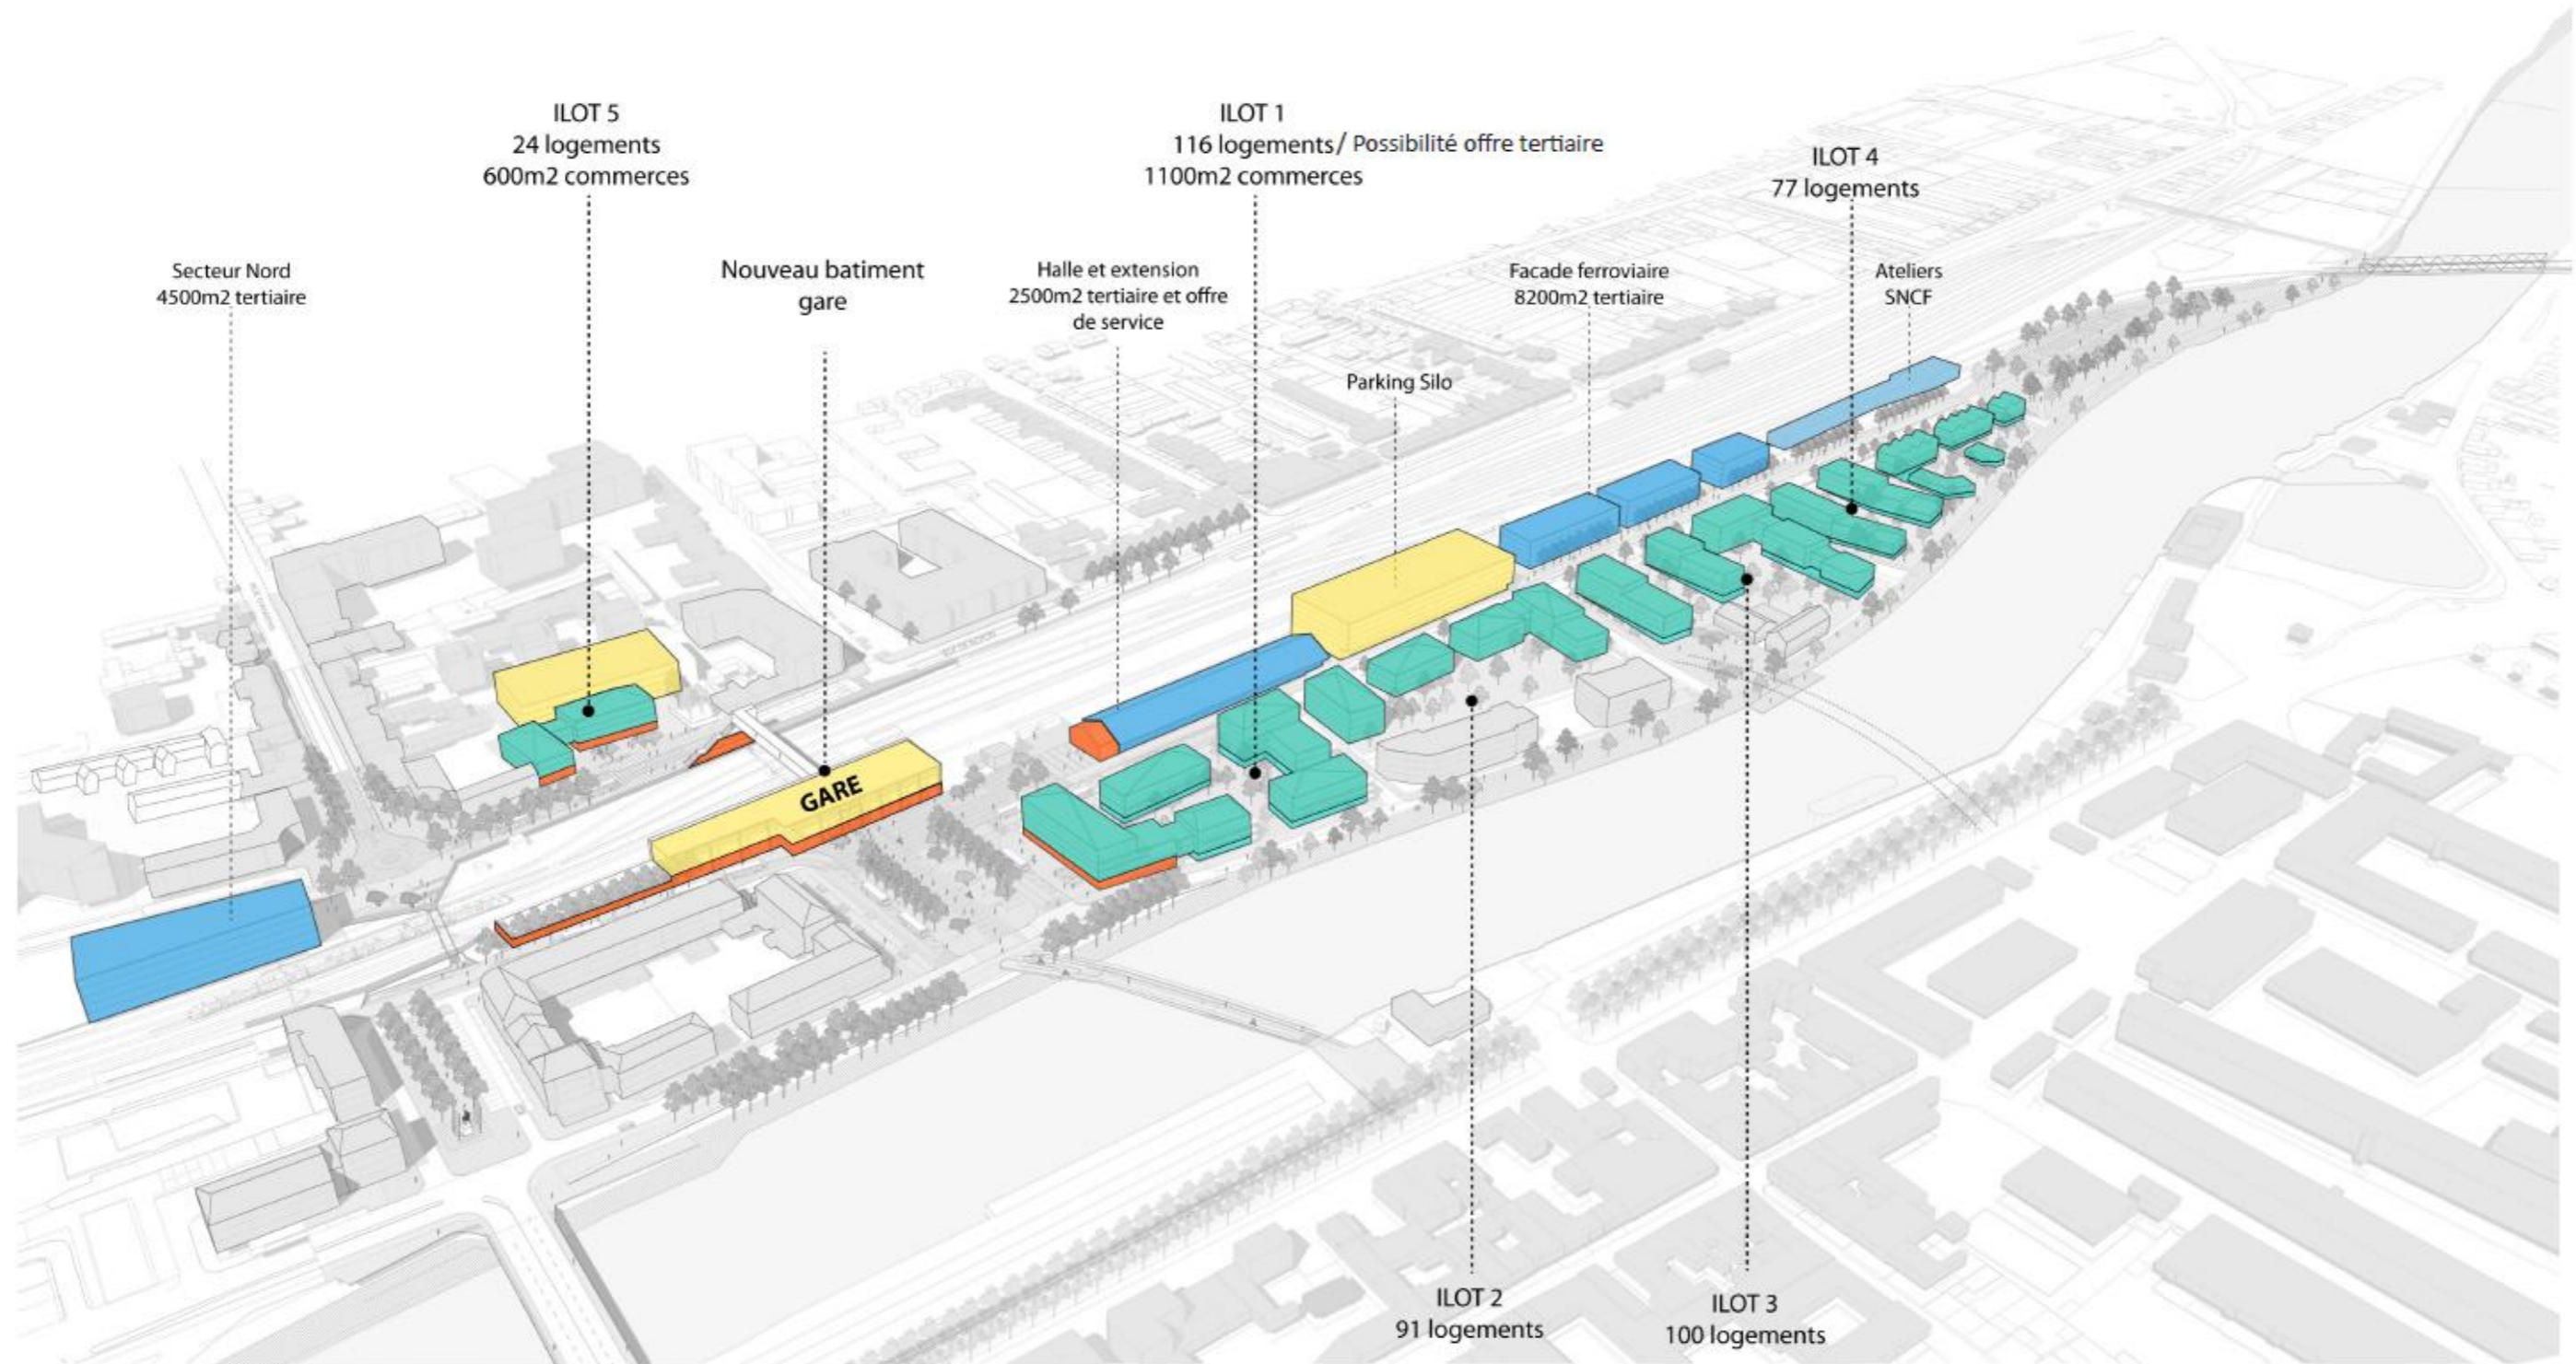 ILOT 5
24 logements
600m2 commerces
ILOT 1
116 logements/ Possibilité offre tertiaire
1100m2 commerces
ILOT 4
77 logements
Secteur Nord
4500m2 tertiaire
Nouveau batiment
gare
Halle et extension
2500m2 tertiaire et offre
de service
Facade ferroviaire
8200m2 tertiaire
Ateliers
SNCF
Parking Silo
GARE
ILOT 2
91 logements
ILOT 3
100 logements